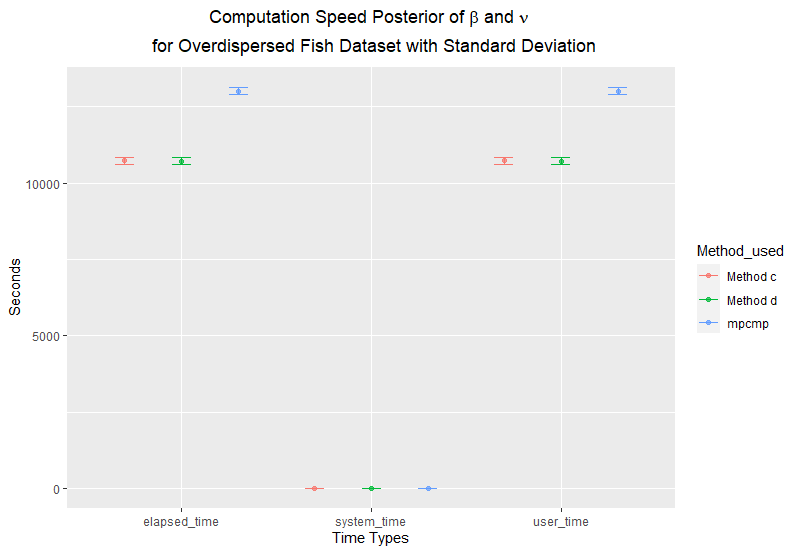 Computation Speed Posterior of β and ν
for Overdispersed Fish Dataset with Standard Deviation
10000
5000
0
Seconds
elapsed_time
system_time
user_time
Time Types
Method_used
Method c
Method d
mpcmp